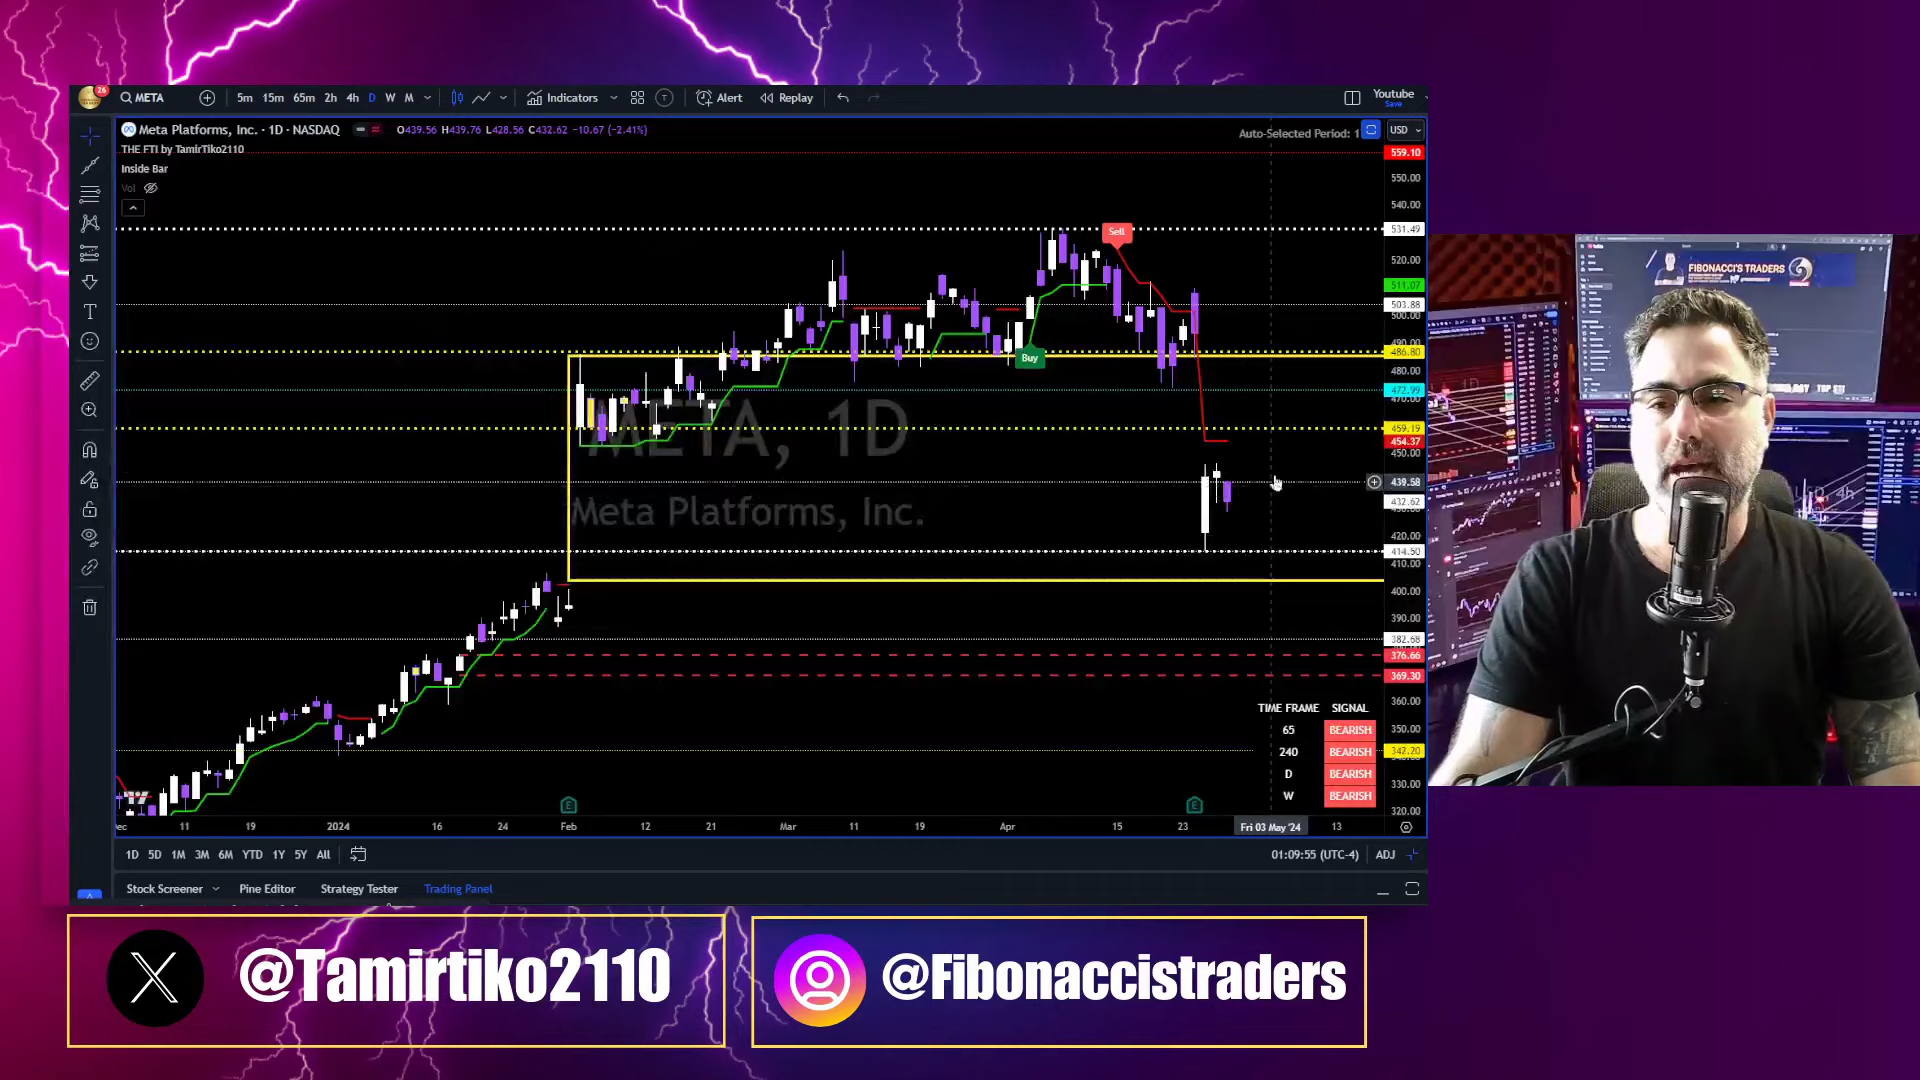 26
META
5m 15m 65m 2h 4h D W M
Indicators
Alert
Replay
Youtube
Save
Meta Platforms, Inc. · 1D · NASDAQ
O439.56 H439.76 L428.56 C432.62 −10.67 (−2.41%)
Auto-Selected Period: 1
USD
THE FTI by TamirTiko2110
Inside Bar
Vol
559.10
550.00
540.00
531.49
520.00
511.07
503.88
500.00
486.80
480.00
472.99
470.00
459.19
454.37
450.00
439.58
432.62
420.00
414.50
410.00
400.00
390.00
382.68
376.66
369.30
360.00
350.00
342.20
330.00
320.00
Sell
Buy
META, 1D
Meta Platforms, Inc.
TIME FRAME SIGNAL
65 BEARISH
240 BEARISH
D BEARISH
W BEARISH
E
E
11 19 2024 16 24 Feb 12 21 Mar 11 19 Apr 15 23 Fri 03 May '24 13
1D 5D 1M 3M 6M YTD 1Y 5Y All
01:09:55 (UTC-4) ADJ
Stock Screener Pine Editor Strategy Tester Trading Panel
FIBONACCI'S TRADERS
@Tamirtiko2110
@Fibonaccistraders